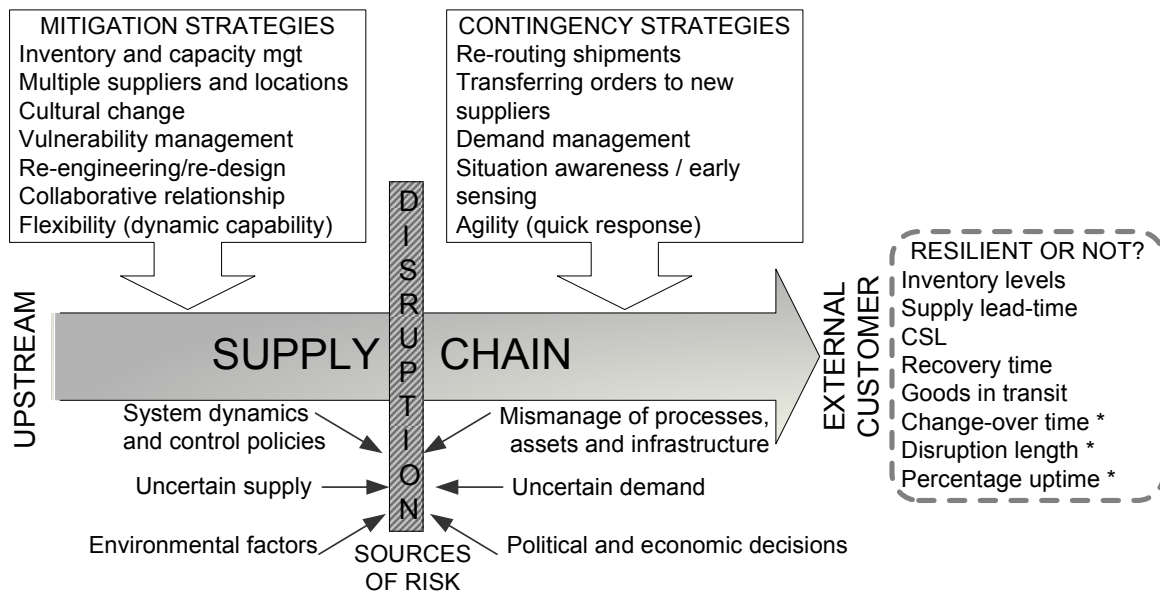 MITIGATION STRATEGIES
Inventory and capacity mgt
Multiple suppliers and locations
Cultural change
Vulnerability management
Re-engineering/re-design
Collaborative relationship
Flexibility (dynamic capability)
CONTINGENCY STRATEGIES
Re-routing shipments
Transferring orders to new
suppliers
Demand management
Situation awareness / early
sensing
Agility (quick response)
UPSTREAM
SUPPLY CHAIN
DISRUPTION
EXTERNAL
CUSTOMER
RESILIENT OR NOT?
Inventory levels
Supply lead-time
CSL
Recovery time
Goods in transit
Change-over time *
Disruption length *
Percentage uptime *
System dynamics
and control policies
Uncertain supply
Environmental factors
Mismanage of processes,
assets and infrastructure
Uncertain demand
Political and economic decisions
SOURCES
OF RISK